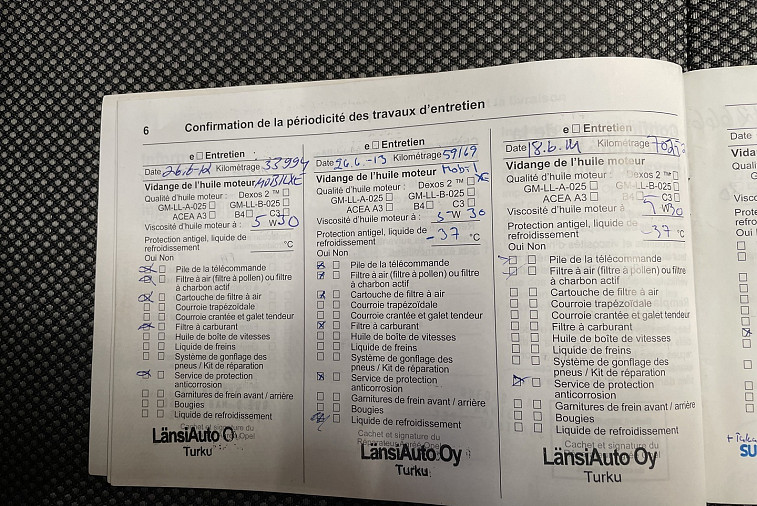 6 Confirmation de la périodicité des travaux d'entretien
e □ Entretien
Date 26.6-12 Kilométrage 33994
Vidange de l'huile moteur
Qualité d'huile moteur : Dexos 2 ™ □
GM-LL-A-025 □ GM-LL-B-025 □
ACEA A3 □ B4 □ C3 □
Viscosité d'huile moteur à : 5 W 30
Protection antigel, liquide de
refroidissement °C
Oui Non
Pile de la télécommande
Filtre à air (filtre à pollen) ou filtre
à charbon actif
Cartouche de filtre à air
Courroie trapézoïdale
Courroie crantée et galet tendeur
Filtre à carburant
Huile de boîte de vitesses
Liquide de freins
Système de gonflage des
pneus / Kit de réparation
Service de protection
anticorrosion
Garnitures de frein avant / arrière
Bougies
Liquide de refroidissement
LänsiAuto O
Turku
e □ Entretien
Date 26.6.-13 Kilométrage 59169
Vidange de l'huile moteur Mobil
Qualité d'huile moteur : Dexos 2 ™ □
GM-LL-A-025 □ GM-LL-B-025 □
ACEA A3 □ B4 □ C3 □
Viscosité d'huile moteur à : 5 W 30
Protection antigel, liquide de
refroidissement -37 °C
Oui Non
Pile de la télécommande
Filtre à air (filtre à pollen) ou filtre
à charbon actif
Cartouche de filtre à air
Courroie trapézoïdale
Courroie crantée et galet tendeur
Filtre à carburant
Huile de boîte de vitesses
Liquide de freins
Système de gonflage des
pneus / Kit de réparation
Service de protection
anticorrosion
Garnitures de frein avant / arrière
Bougies
Liquide de refroidissement
Cachet et signature du
LänsiAuto Oy
Turku
e □ Entretien
Date 18.6.14 Kilométrage
Vidange de l'huile moteur
Qualité d'huile moteur : Dexos 2 ™ □
GM-LL-A-025 □ GM-LL-B-025 □
ACEA A3 □ B4 □ C3 □
Viscosité d'huile moteur à : 5 W 30
Protection antigel, liquide de
refroidissement -37 °C
Oui Non
Pile de la télécommande
Filtre à air (filtre à pollen) ou filtre
à charbon actif
Cartouche de filtre à air
Courroie trapézoïdale
Courroie crantée et galet tendeur
Filtre à carburant
Huile de boîte de vitesses
Liquide de freins
Système de gonflage des
pneus / Kit de réparation
Service de protection
anticorrosion
Garnitures de frein avant / arrière
Bougies
Liquide de refroidissement
Cachet et signature du
LänsiAuto Oy
Turku
Date
Vida
Quali
Visco
Prote
refro
Oui
SU